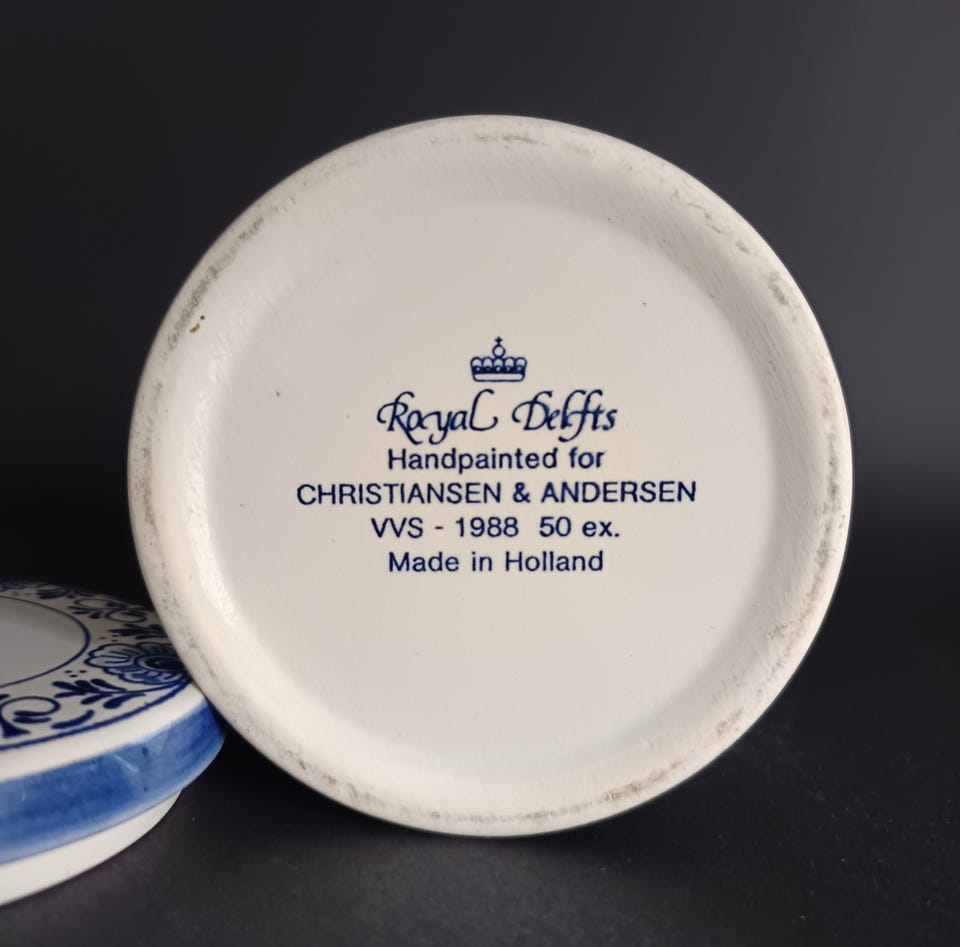 Royal Delfts
Handpainted for
CHRISTIANSEN & ANDERSEN
VVS - 1988 50 ex.
Made in Holland